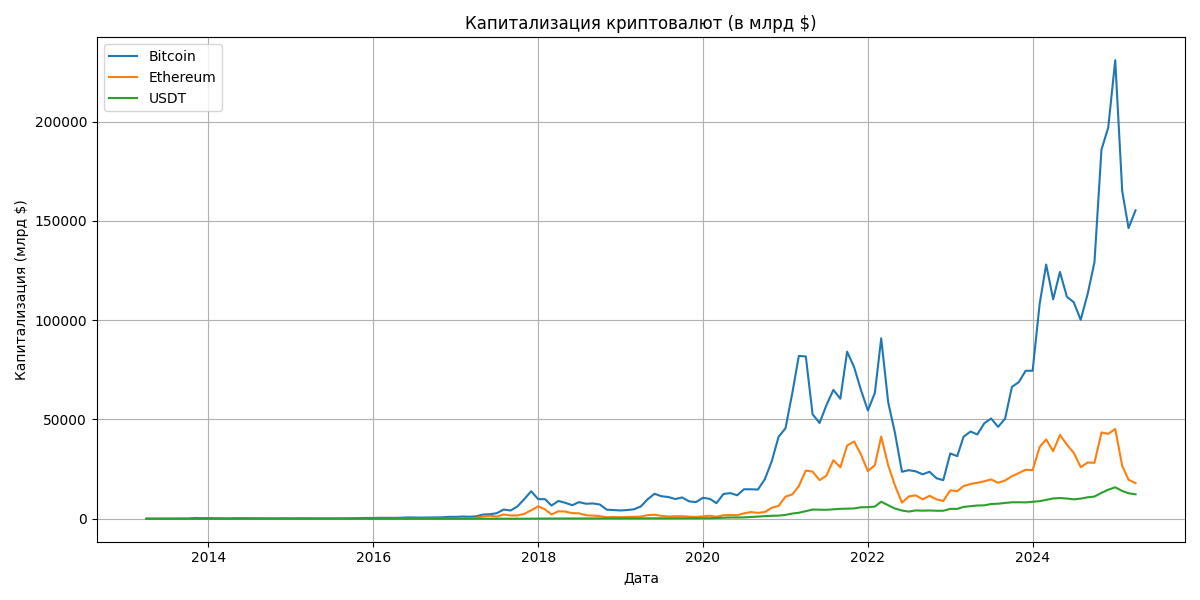 Капитализация криптовалют (в млрд $)
Bitcoin
Ethereum
USDT
Капитализация (млрд $)
200000
150000
100000
50000
0
2014 2016 2018 2020 2022 2024
Дата